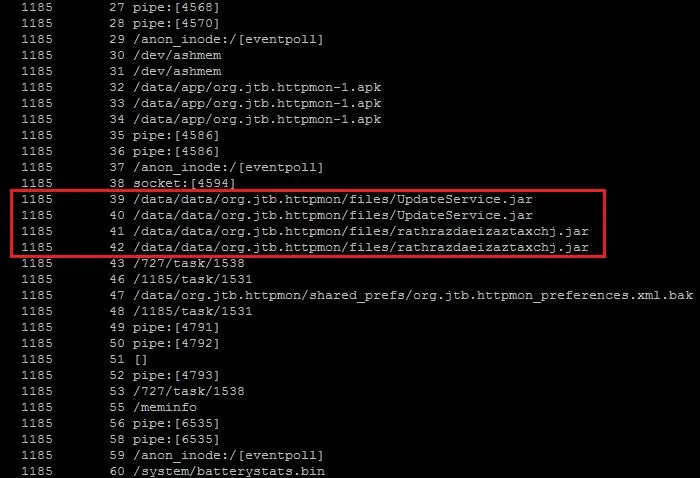 1185 27 pipe:[4568]
1185 28 pipe:[4570]
1185 29 /anon_inode:/[eventpoll]
1185 30 /dev/ashmem
1185 31 /dev/ashmem
1185 32 /data/app/org.jtb.httpmon-1.apk
1185 33 /data/app/org.jtb.httpmon-1.apk
1185 34 /data/app/org.jtb.httpmon-1.apk
1185 35 pipe:[4586]
1185 36 pipe:[4586]
1185 37 /anon_inode:/[eventpoll]
1185 38 socket:[4594]
1185 39 /data/data/org.jtb.httpmon/files/UpdateService.jar
1185 40 /data/data/org.jtb.httpmon/files/UpdateService.jar
1185 41 /data/data/org.jtb.httpmon/files/rathrazdaeizaztaxchj.jar
1185 42 /data/data/org.jtb.httpmon/files/rathrazdaeizaztaxchj.jar
1185 43 /727/task/1538
1185 46 /1185/task/1531
1185 47 /data/org.jtb.httpmon/shared_prefs/org.jtb.httpmon_preferences.xml.bak
1185 48 /1185/task/1531
1185 49 pipe:[4791]
1185 50 pipe:[4792]
1185 51 []
1185 52 pipe:[4793]
1185 53 /727/task/1538
1185 55 /meminfo
1185 56 pipe:[6535]
1185 58 pipe:[6535]
1185 59 /anon_inode:/[eventpoll]
1185 60 /system/batterystats.bin